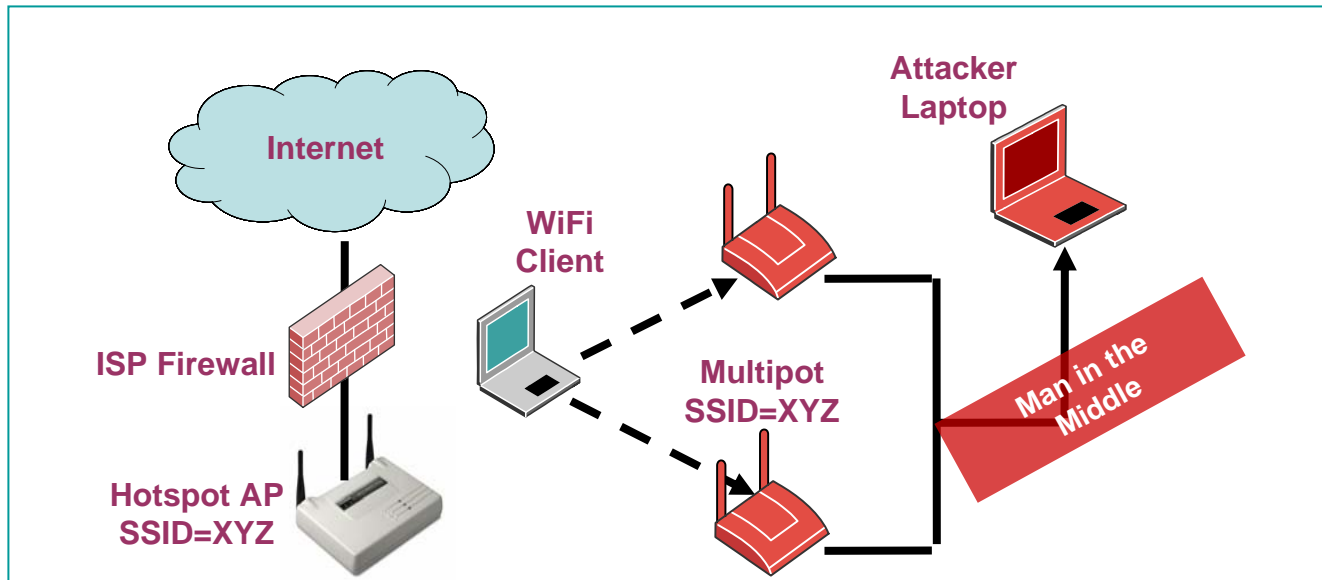 Attacker
Laptop
Internet
WiFi
Client
ISP Firewall
Multipot
SSID=XYZ
Man in the
Middle
Hotspot AP
SSID=XYZ